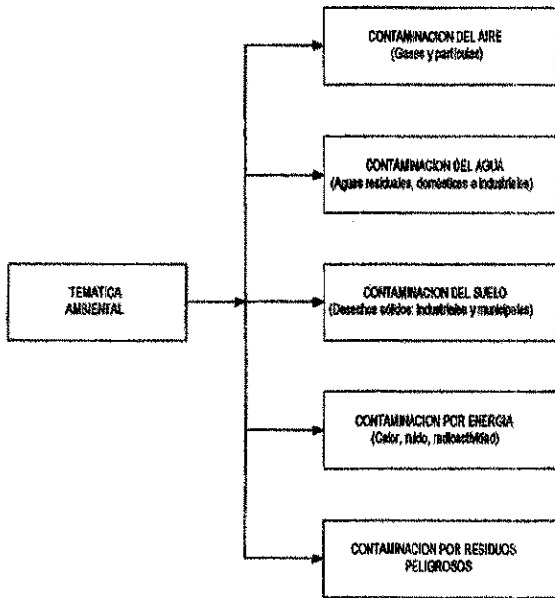 CONTAMINACION DEL AIRE
(Gases y partículas)
CONTAMINACION DEL AGUA
(Aguas residuales, domésticas e industriales)
TEMATICA
AMBIENTAL
CONTAMINACION DEL SUELO
(Desechos sólidos: industriales y municipales)
CONTAMINACION POR ENERGIA
(Calor, ruido, radioactividad)
CONTAMINACION POR RESIDUOS
PELIGROSOS